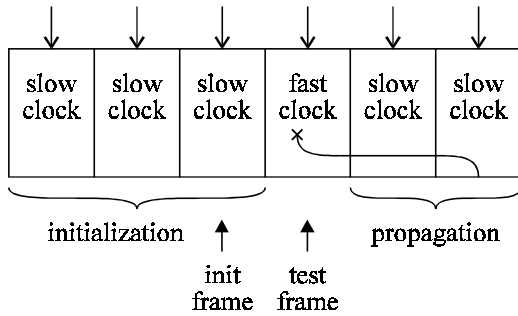 slow slow slow fast slow slow
clock clock clock clock clock clock
initialization propagation
init test
frame frame